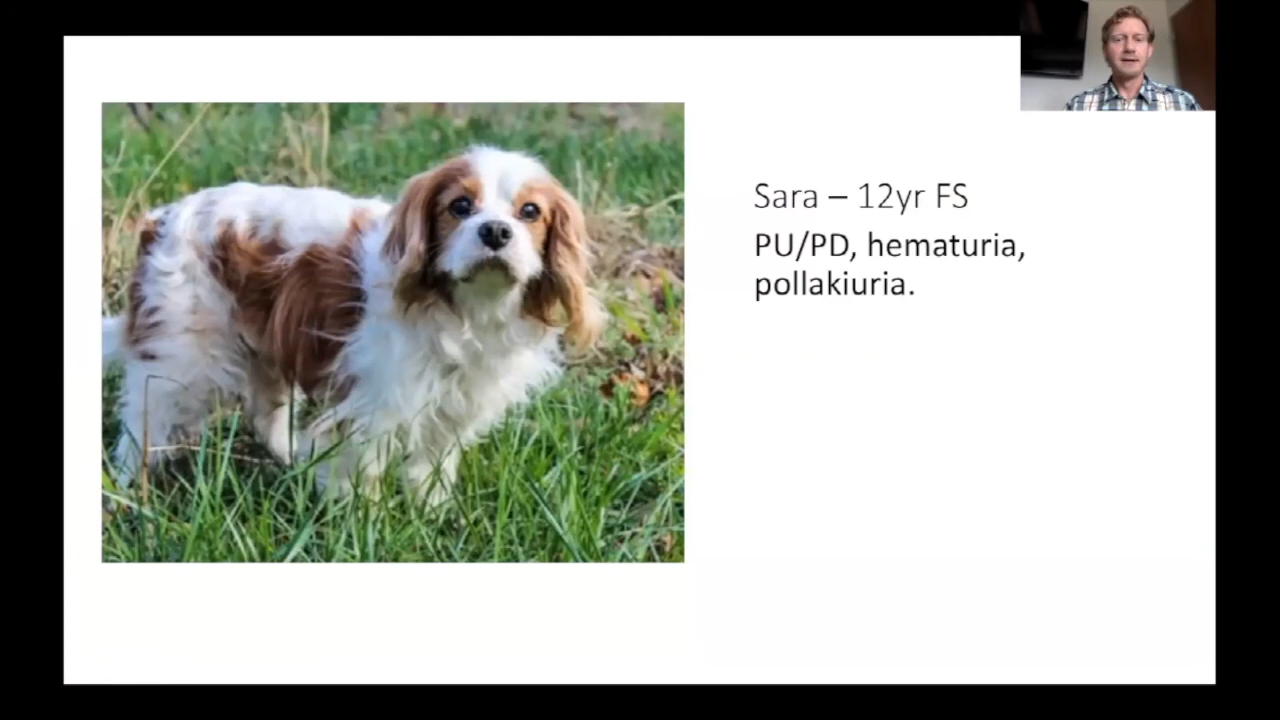 Sara – 12yr FS
PU/PD, hematuria,
pollakiuria.